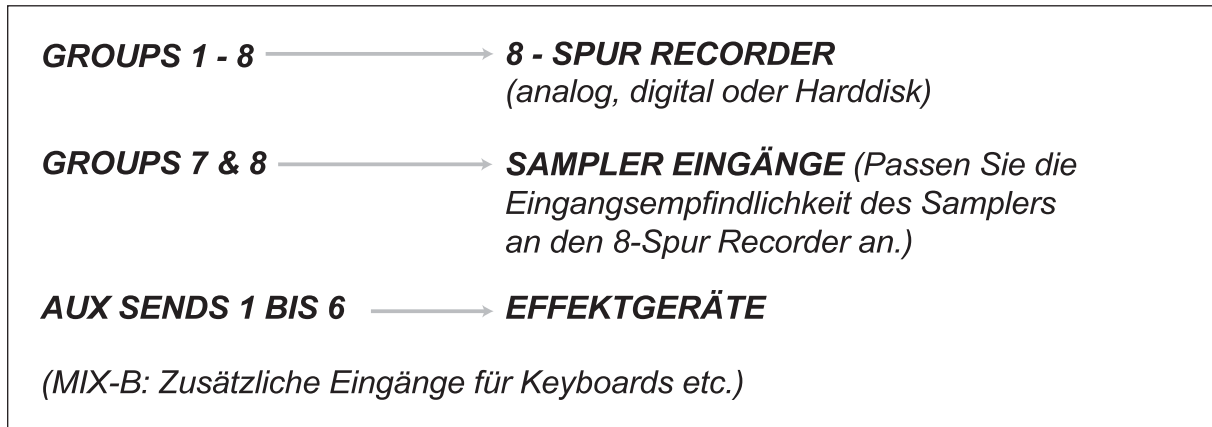 GROUPS 1 - 8 8 - SPUR RECORDER
(analog, digital oder Harddisk)
GROUPS 7 & 8 SAMPLER EINGÄNGE (Passen Sie die
Eingangsempfindlichkeit des Samplers
an den 8-Spur Recorder an.)
AUX SENDS 1 BIS 6 EFFEKTGERÄTE
(MIX-B: Zusätzliche Eingänge für Keyboards etc.)